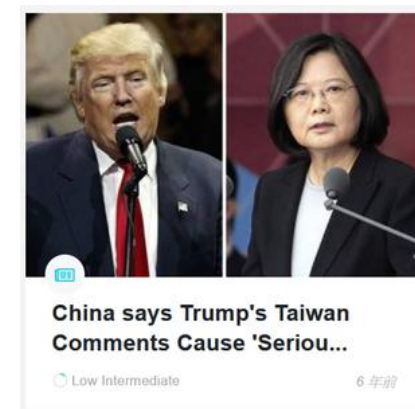 China says Trump's Taiwan
Comments Cause 'Seriou...
Low Intermediate
6 年前